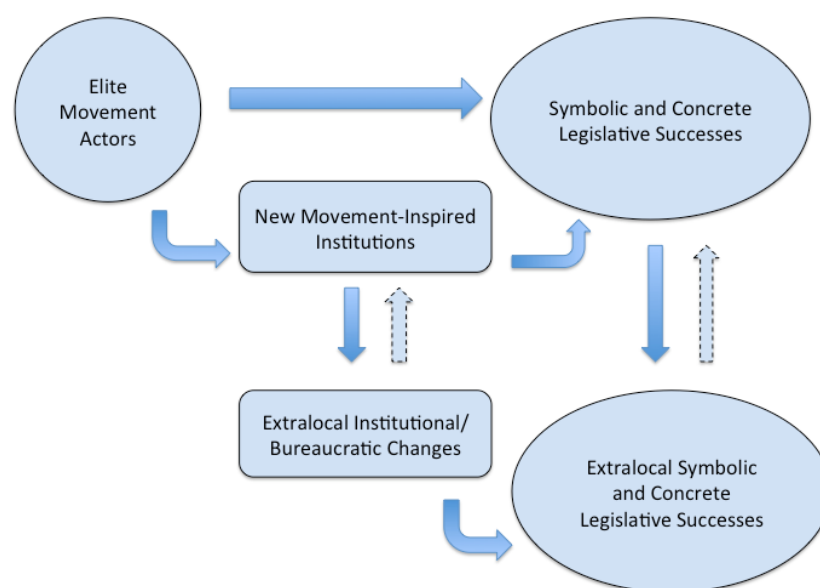 Elite
Movement
Actors
Symbolic and Concrete
Legislative Successes
New Movement-Inspired
Institutions
Extralocal Institutional/
Bureaucratic Changes
Extralocal Symbolic
and Concrete
Legislative Successes